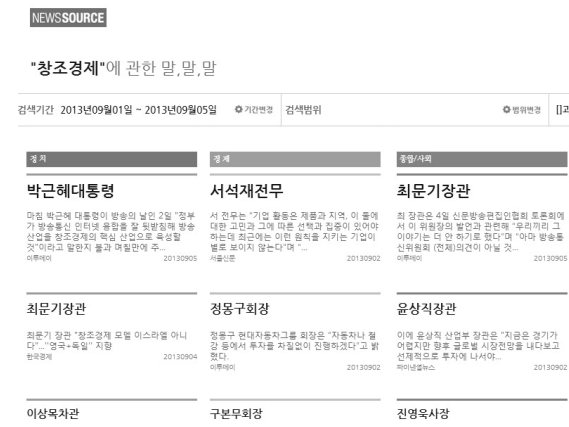 NEWSSOURCE
"창조경제"에 관한 말,말,말
검색기간 2013년09월01일 ~ 2013년09월05일 기간변경 검색범위 범위변경
정치
박근혜대통령
마침 박근혜 대통령이 방송의 날인 2일 "정부
가 방송통신 인터넷 융합을 잘 뒷받침해 방송
산업을 창조경제의 핵심 산업으로 육성할
것"이라고 말한지 불과 며칠만에 주...
이투데이 20130905
경제
서석재전무
서 전무는 "기업 활동은 제품과 지역, 이 둘에
대한 고민과 그에 따른 선택과 집중이 있어야
하는데 최근에는 이런 원칙을 지키는 기업이
별로 보이지 않는다"며 "...
서울신문 20130902
종합/사회
최문기장관
최 장관은 4일 신문방송편집인협회 토론회에
서 이 위원장의 발언과 관련해 "우리끼리 그
이야기는 더 안 하기로 했다"며 "아마 방송통
신위원회 (전체)의견이 아닐 것...
이투데이 20130905
최문기장관
최문기 장관 "창조경제 모델 이스라엘 아니
다"..."영국+독일" 지향
한국경제 20130904
정몽구회장
정몽구 현대자동차그룹 회장은 "자동차나 철
강 등에서 투자를 차질없이 진행하겠다"고 밝
혔다.
이투데이 20130902
윤상직장관
이에 윤상직 산업부 장관은 "지금은 경기가
어렵지만 향후 글로벌 시장전망을 내다보고
선제적으로 투자에 나서야...
파이낸셜뉴스 20130902
이상목차관
구본무회장
진영욱사장